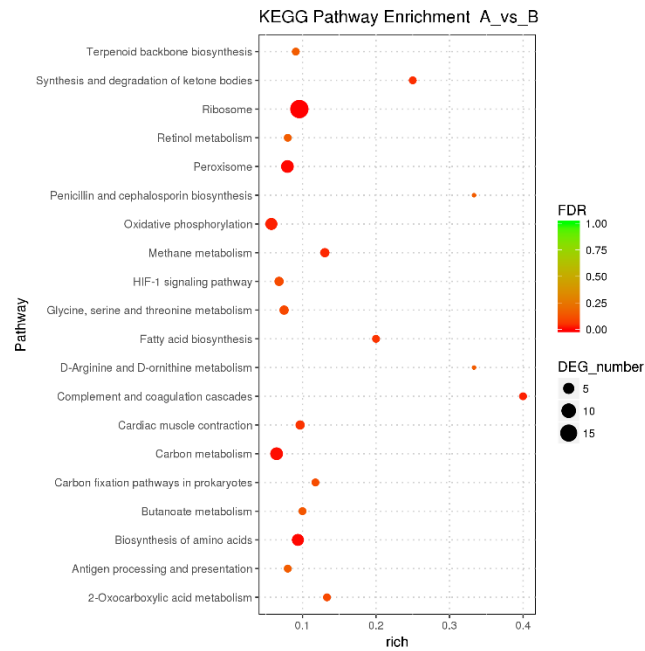 KEGG Pathway Enrichment A_vs_B
Terpenoid backbone biosynthesis
Synthesis and degradation of ketone bodies
Ribosome
Retinol metabolism
Peroxisome
Penicillin and cephalosporin biosynthesis
Oxidative phosphorylation
Methane metabolism
HIF-1 signaling pathway
Glycine, serine and threonine metabolism
Fatty acid biosynthesis
D-Arginine and D-ornithine metabolism
Complement and coagulation cascades
Cardiac muscle contraction
Carbon metabolism
Carbon fixation pathways in prokaryotes
Butanoate metabolism
Biosynthesis of amino acids
Antigen processing and presentation
2-Oxocarboxylic acid metabolism
Pathway
0.1 0.2 0.3 0.4
rich
FDR
1.00
0.75
0.50
0.25
0.00
DEG_number
5
10
15